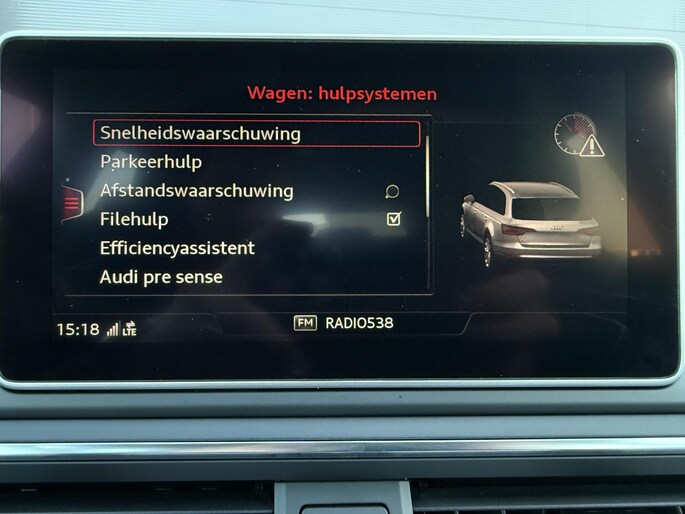 Wagen: hulpsystemen
Snelheidswaarschuwing
Parkeerhulp
Afstandswaarschuwing
Filehulp
Efficiencyassistent
Audi pre sense
15:18 LTE
FM RADIO538